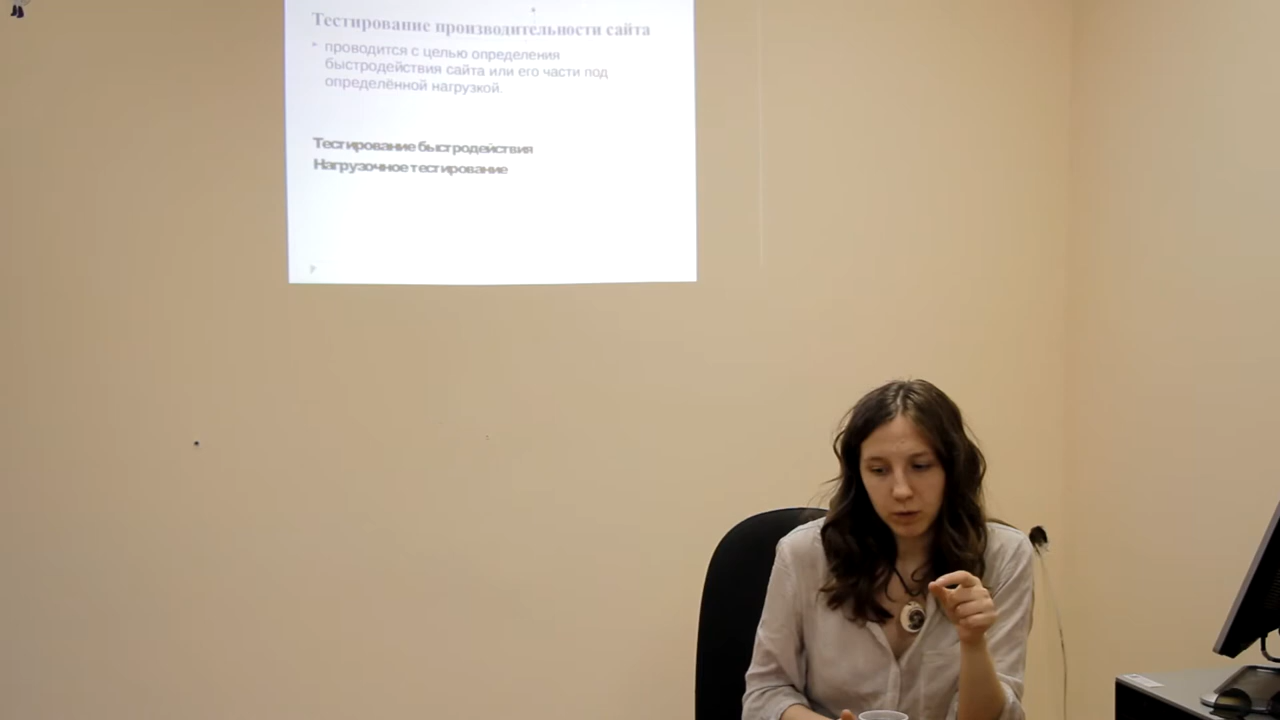 Тестирование производительности сайта
проводится с целью определения
быстродействия сайта или его части под
определённой нагрузкой.
Тестирование быстродействия
Нагрузочное тестирование